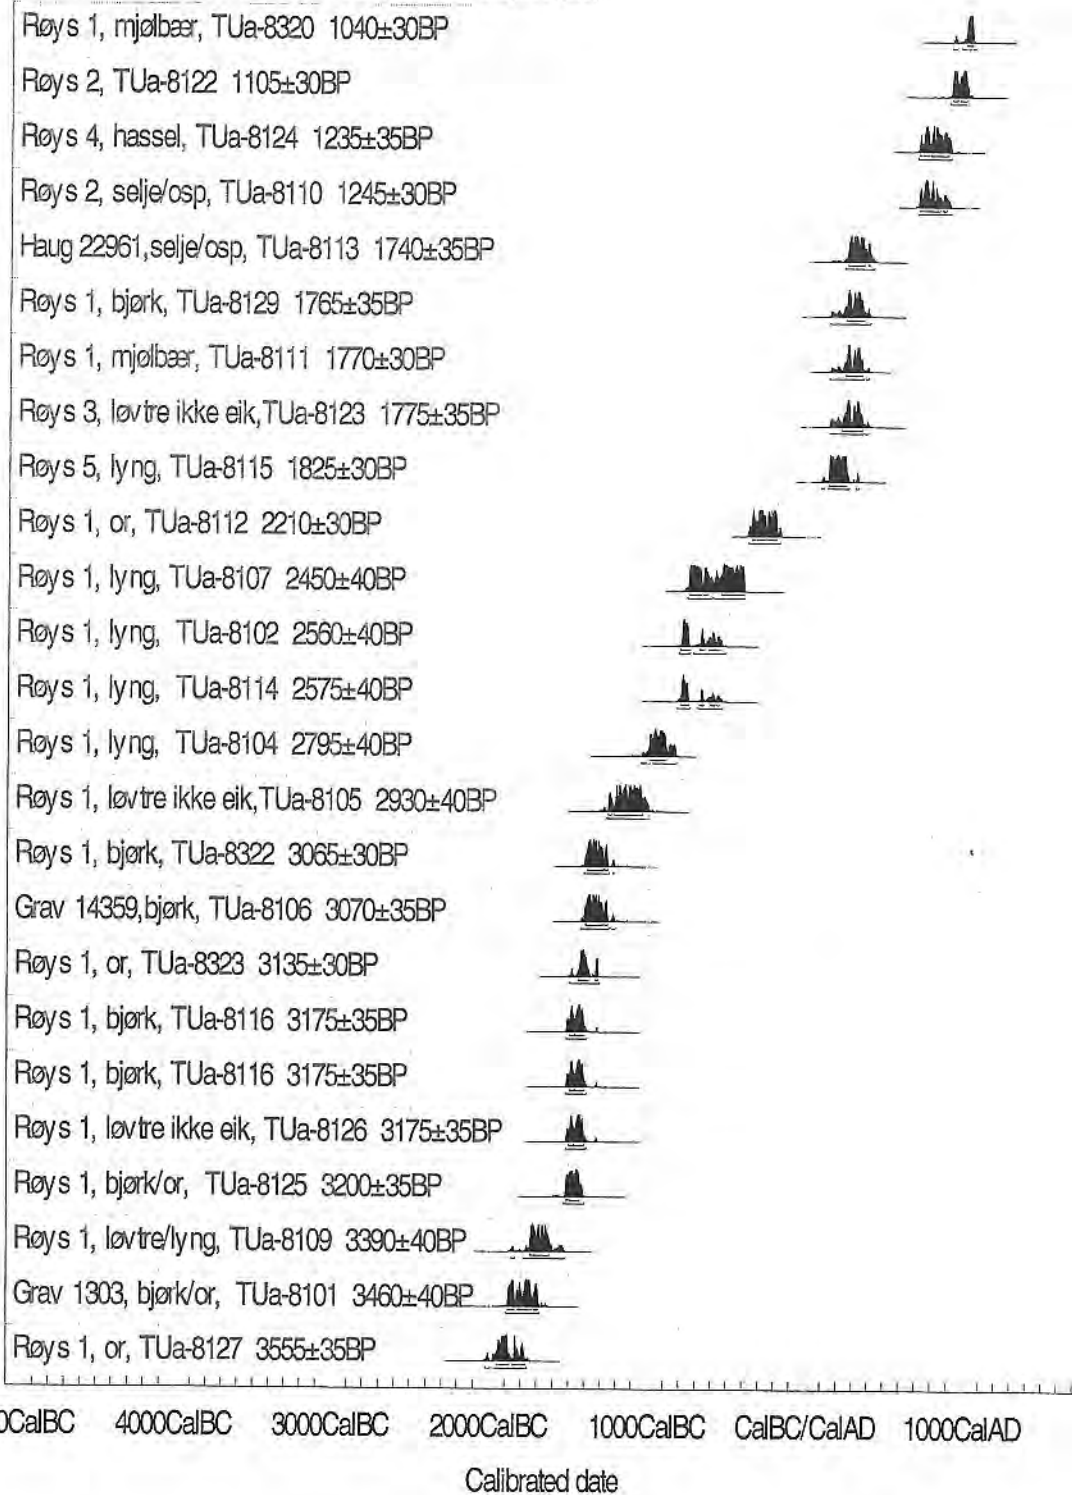 Røys 1, mjølbær, TUa-8320 1040±30BP
Røys 2, TUa-8122 1105±30BP
Røys 4, hassel, TUa-8124 1235±35BP
Røys 2, selje/osp, TUa-8110 1245±30BP
Haug 22961,selje/osp, TUa-8113 1740±35BP
Røys 1, bjørk, TUa-8129 1765±35BP
Røys 1, mjølbær, TUa-8111 1770±30BP
Røys 3, løvtre ikke eik,TUa-8123 1775±35BP
Røys 5, lyng, TUa-8115 1825±30BP
Røys 1, or, TUa-8112 2210±30BP
Røys 1, lyng, TUa-8107 2450±40BP
Røys 1, lyng, TUa-8102 2560±40BP
Røys 1, lyng, TUa-8114 2575±40BP
Røys 1, lyng, TUa-8104 2795±40BP
Røys 1, løvtre ikke eik,TUa-8105 2930±40BP
Røys 1, bjørk, TUa-8322 3065±30BP
Grav 14359,bjørk, TUa-8106 3070±35BP
Røys 1, or, TUa-8323 3135±30BP
Røys 1, bjørk, TUa-8116 3175±35BP
Røys 1, bjørk, TUa-8116 3175±35BP
Røys 1, løvtre ikke eik, TUa-8126 3175±35BP
Røys 1, bjørk/or, TUa-8125 3200±35BP
Røys 1, løvtre/lyng, TUa-8109 3390±40BP
Grav 1303, bjørk/or, TUa-8101 3460±40BP
Røys 1, or, TUa-8127 3555±35BP
0CalBC 4000CalBC 3000CalBC 2000CalBC 1000CalBC CalBC/CalAD 1000CalAD
Calibrated date